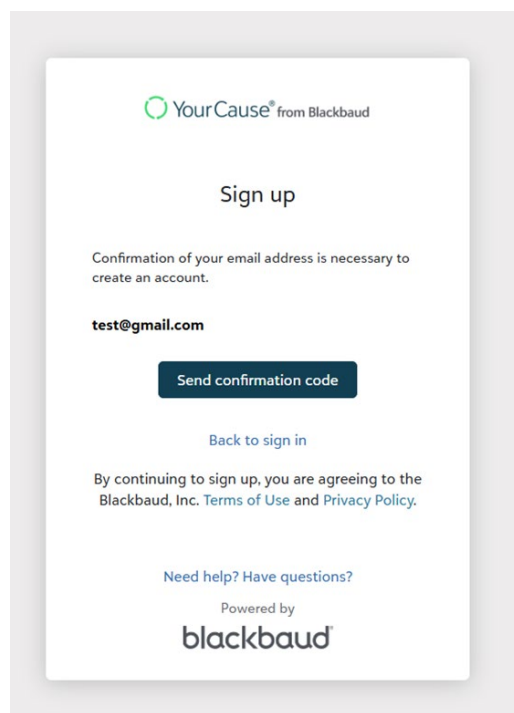 YourCause® from Blackbaud
Sign up
Confirmation of your email address is necessary to
create an account.
test@gmail.com
Send confirmation code
Back to sign in
By continuing to sign up, you are agreeing to the
Blackbaud, Inc. Terms of Use and Privacy Policy.
Need help? Have questions?
Powered by
blackbaud